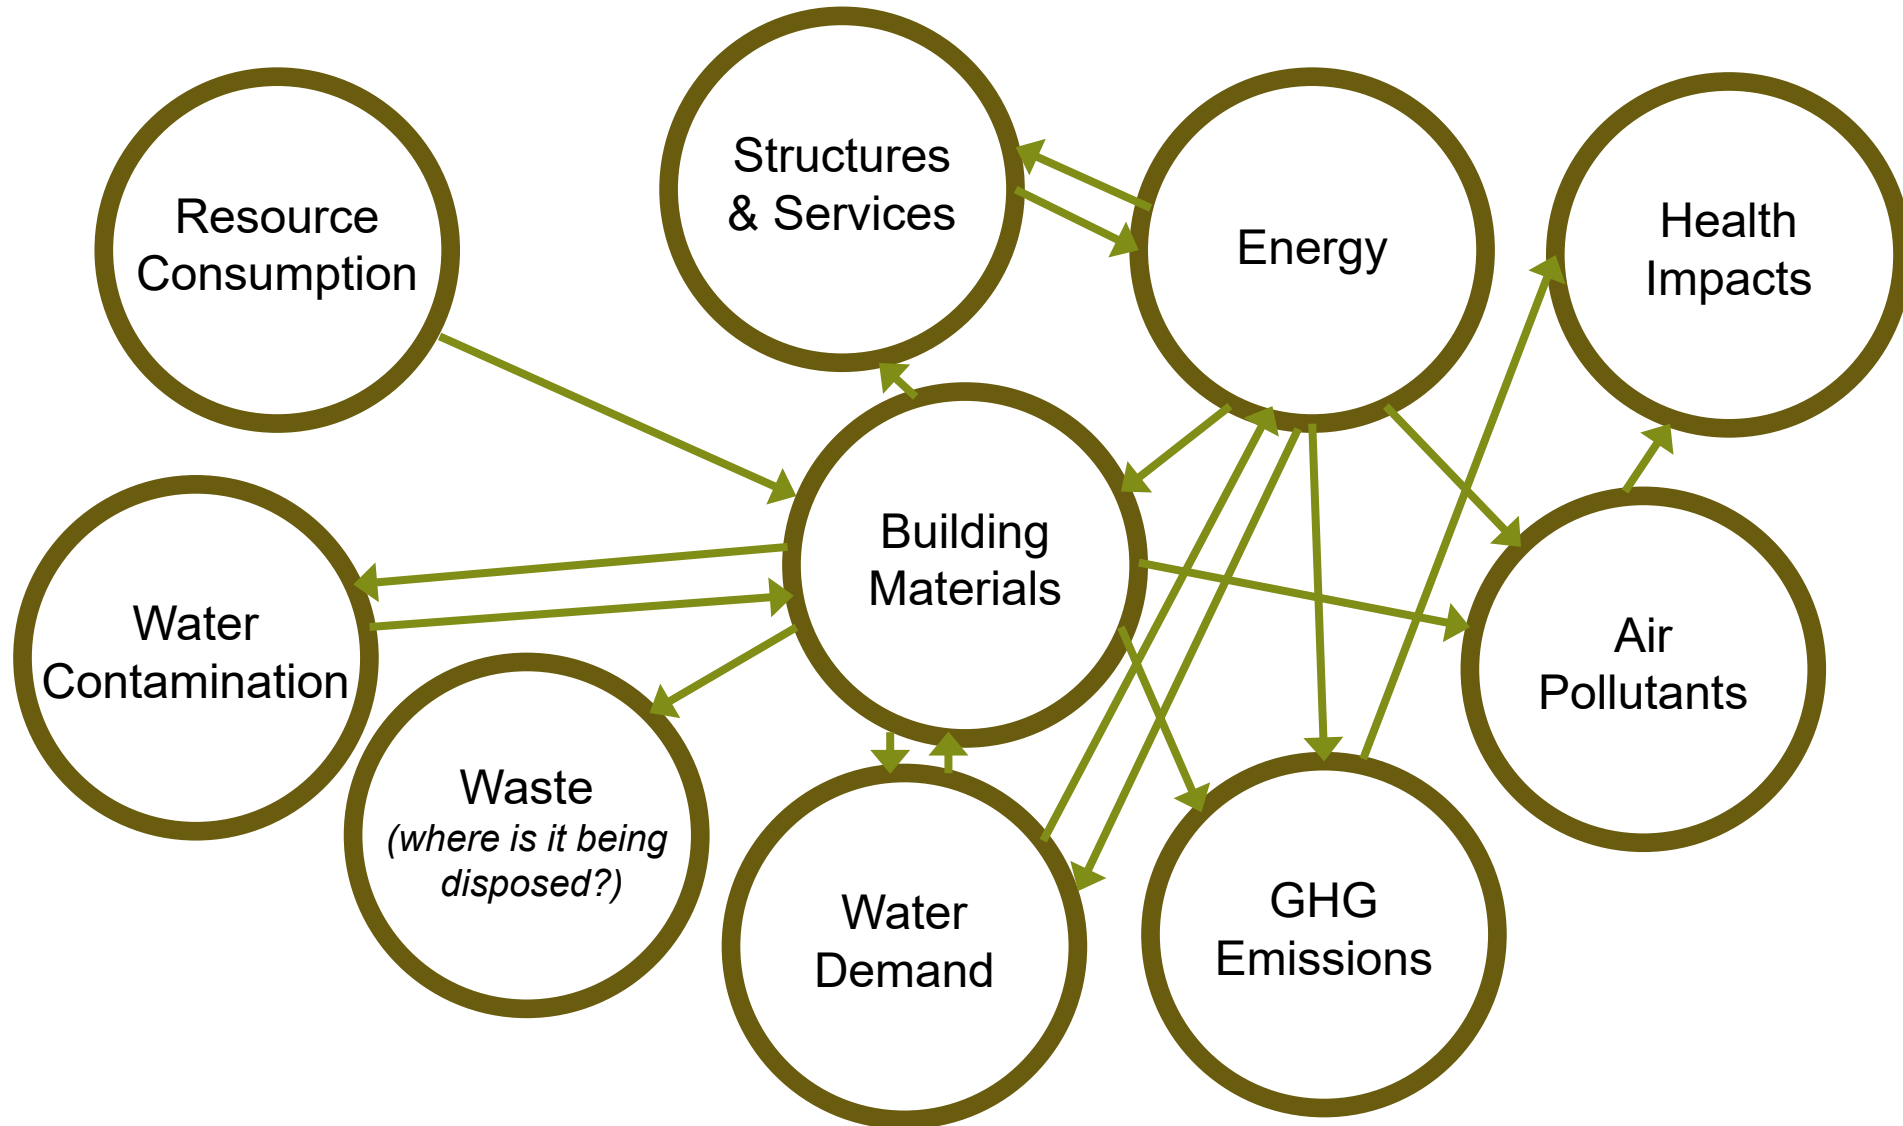 Structures
& Services
Resource
Consumption
Energy
Health
Impacts
Building
Materials
Water
Contamination
Air
Pollutants
Waste
(where is it being
disposed?)
Water
Demand
GHG
Emissions